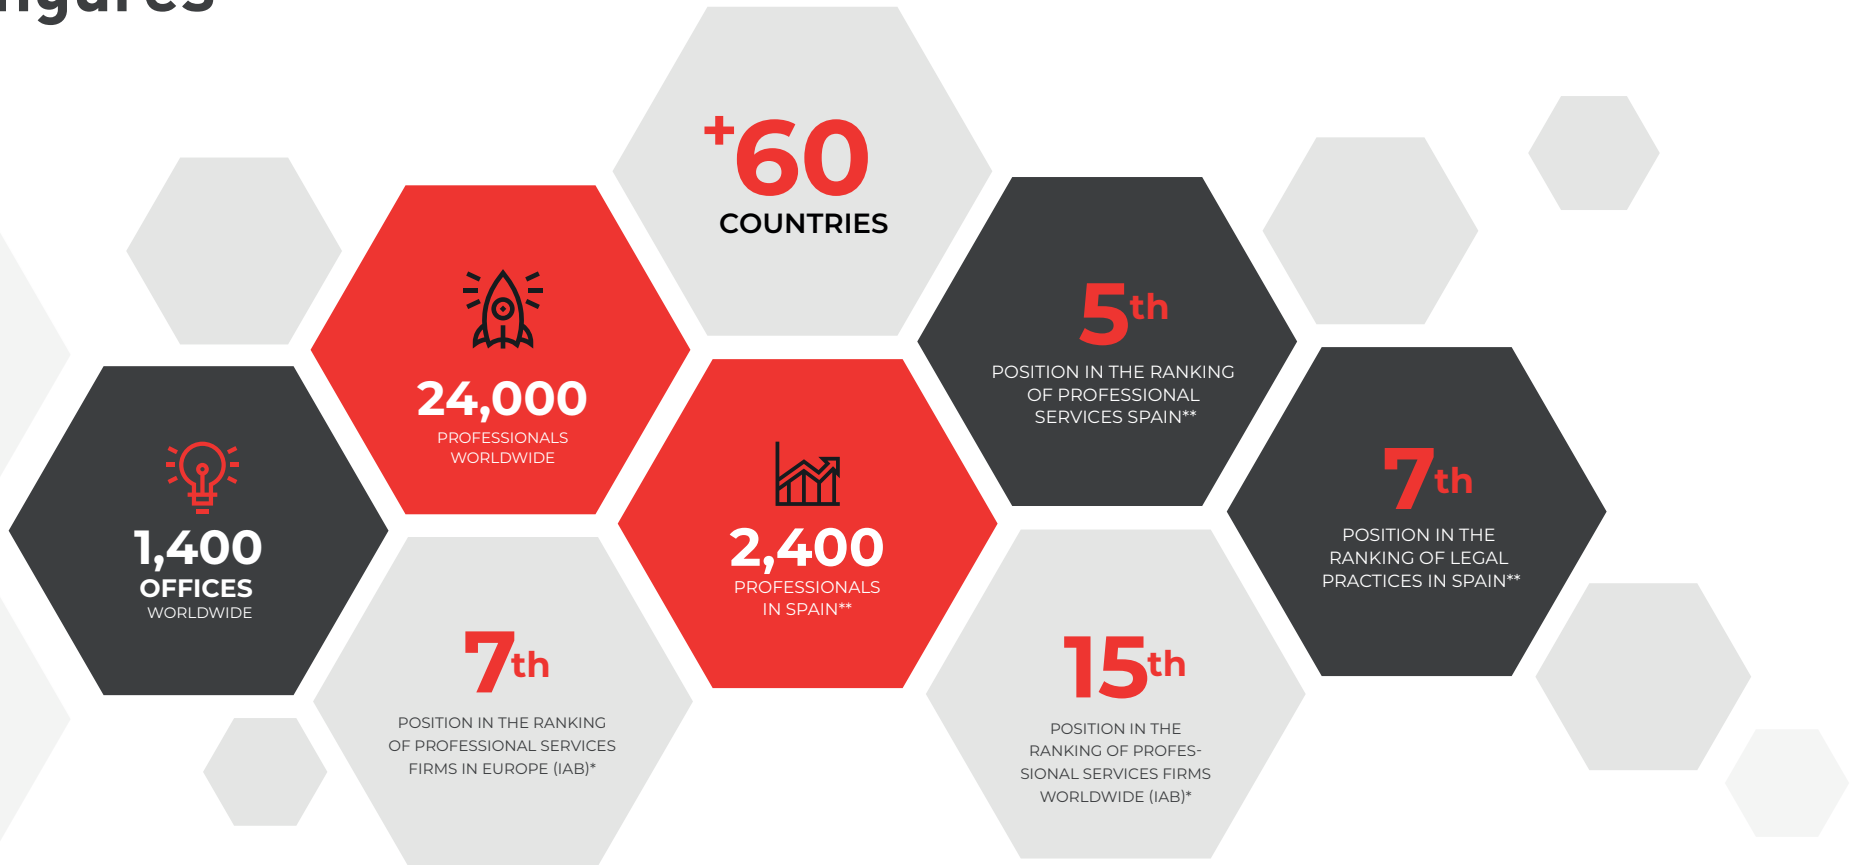 +60
COUNTRIES
24,000
PROFESSIONALS
WORLDWIDE
5th
POSITION IN THE RANKING
OF PROFESSIONAL
SERVICES SPAIN**
1,400
OFFICES
WORLDWIDE
2,400
PROFESSIONALS
IN SPAIN**
7th
POSITION IN THE
RANKING OF LEGAL
PRACTICES IN SPAIN**
7th
POSITION IN THE RANKING
OF PROFESSIONAL SERVICES
FIRMS IN EUROPE (IAB)*
15th
POSITION IN THE
RANKING OF PROFES-
SIONAL SERVICES FIRMS
WORLDWIDE (IAB)*